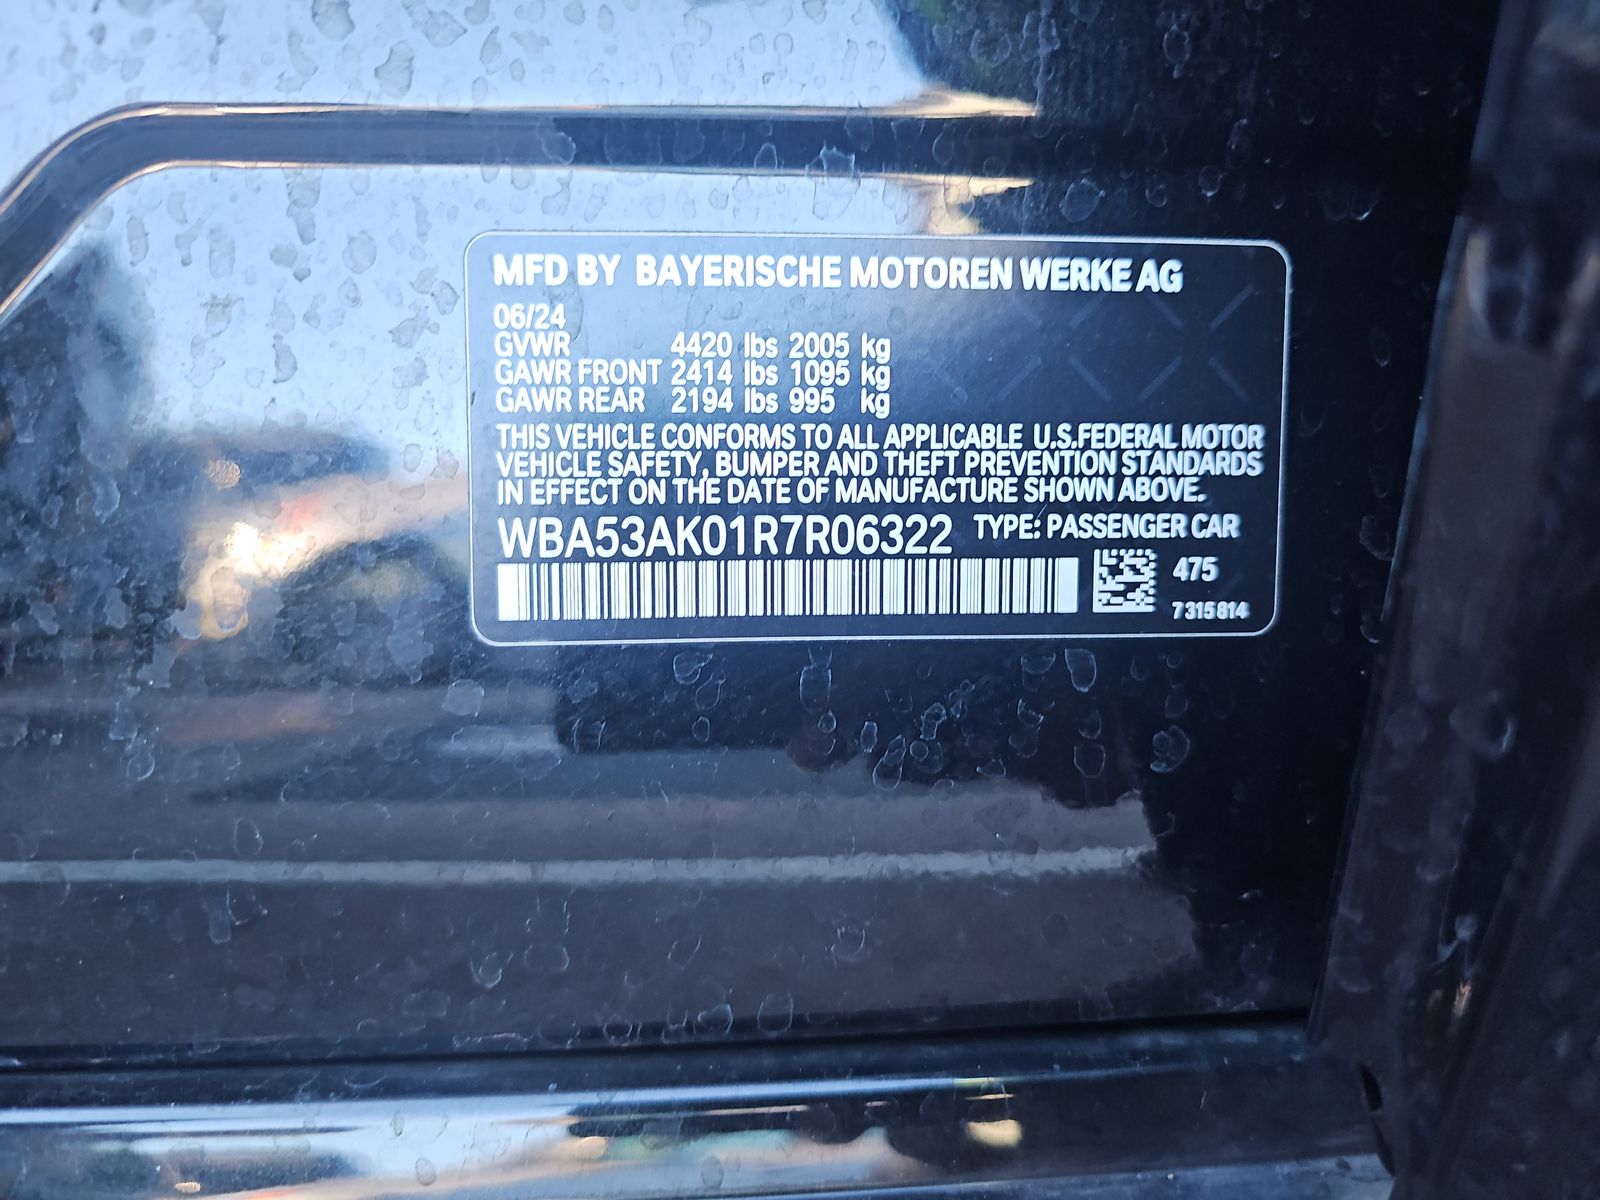 MFD BY BAYERISCHE MOTOREN WERKE AG
06/24
GVWR 4420 lbs 2005 kg
GAWR FRONT 2414 lbs 1095 kg
GAWR REAR 2194 lbs 995 kg
THIS VEHICLE CONFORMS TO ALL APPLICABLE U.S.FEDERAL MOTOR
VEHICLE SAFETY, BUMPER AND THEFT PREVENTION STANDARDS
IN EFFECT ON THE DATE OF MANUFACTURE SHOWN ABOVE.
WBA53AK01R7R06322 TYPE: PASSENGER CAR
475
7 315 814